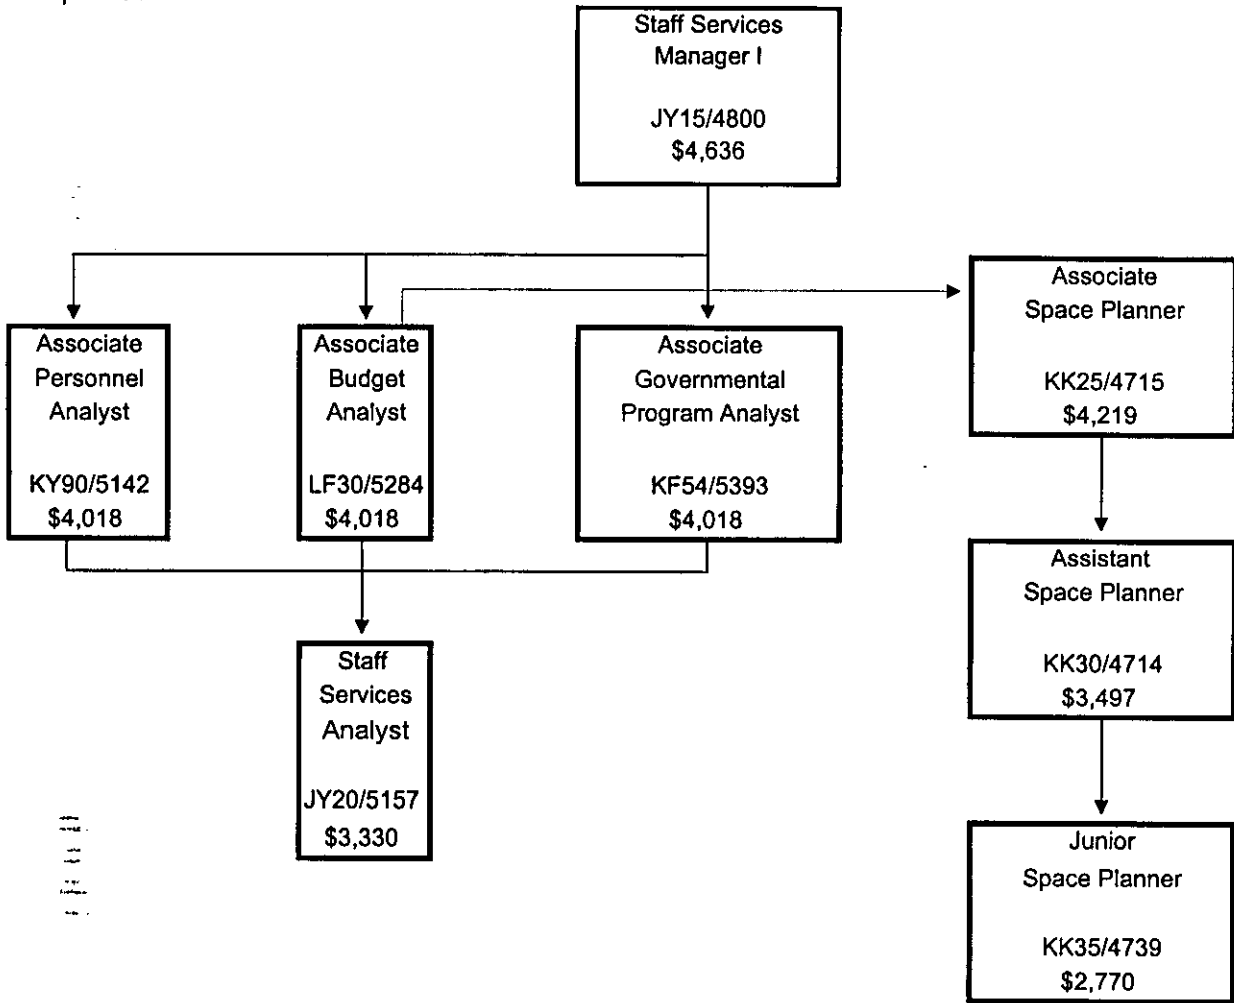 Staff Services
Manager I
JY15/4800
$4,636
Associate
Personnel
Analyst
KY90/5142
$4,018
Associate
Budget
Analyst
LF30/5284
$4,018
Associate
Governmental
Program Analyst
KF54/5393
$4,018
Associate
Space Planner
KK25/4715
$4,219
Assistant
Space Planner
KK30/4714
$3,497
Staff
Services
Analyst
JY20/5157
$3,330
Junior
Space Planner
KK35/4739
$2,770